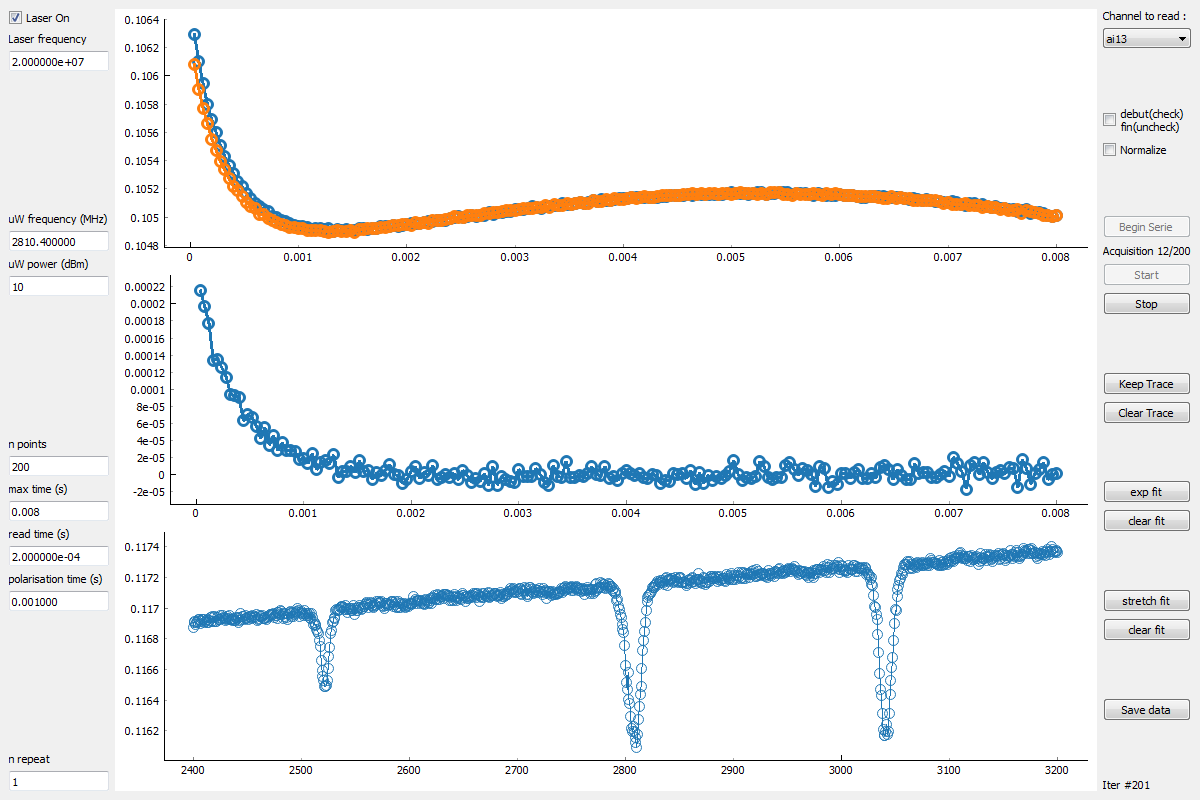 Laser On
Laser frequency
2.000000e+07
uW frequency (MHz)
2810.400000
uW power (dBm)
10
n points
200
max time (s)
0.008
read time (s)
2.000000e-04
polarisation time (s)
0.001000
n repeat
1
0.1064
0.1062
0.106
0.1058
0.1056
0.1054
0.1052
0.105
0.1048
0 0.001 0.002 0.003 0.004 0.005 0.006 0.007 0.008
0.00022
0.0002
0.00018
0.00016
0.00014
0.00012
0.0001
8e-05
6e-05
4e-05
2e-05
0
-2e-05
0 0.001 0.002 0.003 0.004 0.005 0.006 0.007 0.008
0.1174
0.1172
0.117
0.1168
0.1166
0.1164
0.1162
2400 2500 2600 2700 2800 2900 3000 3100 3200
Channel to read :
ai13
debut(check)
fin(uncheck)
Normalize
Begin Serie
Acquisition 12/200
Start
Stop
Keep Trace
Clear Trace
exp fit
clear fit
stretch fit
clear fit
Save data
Iter #201